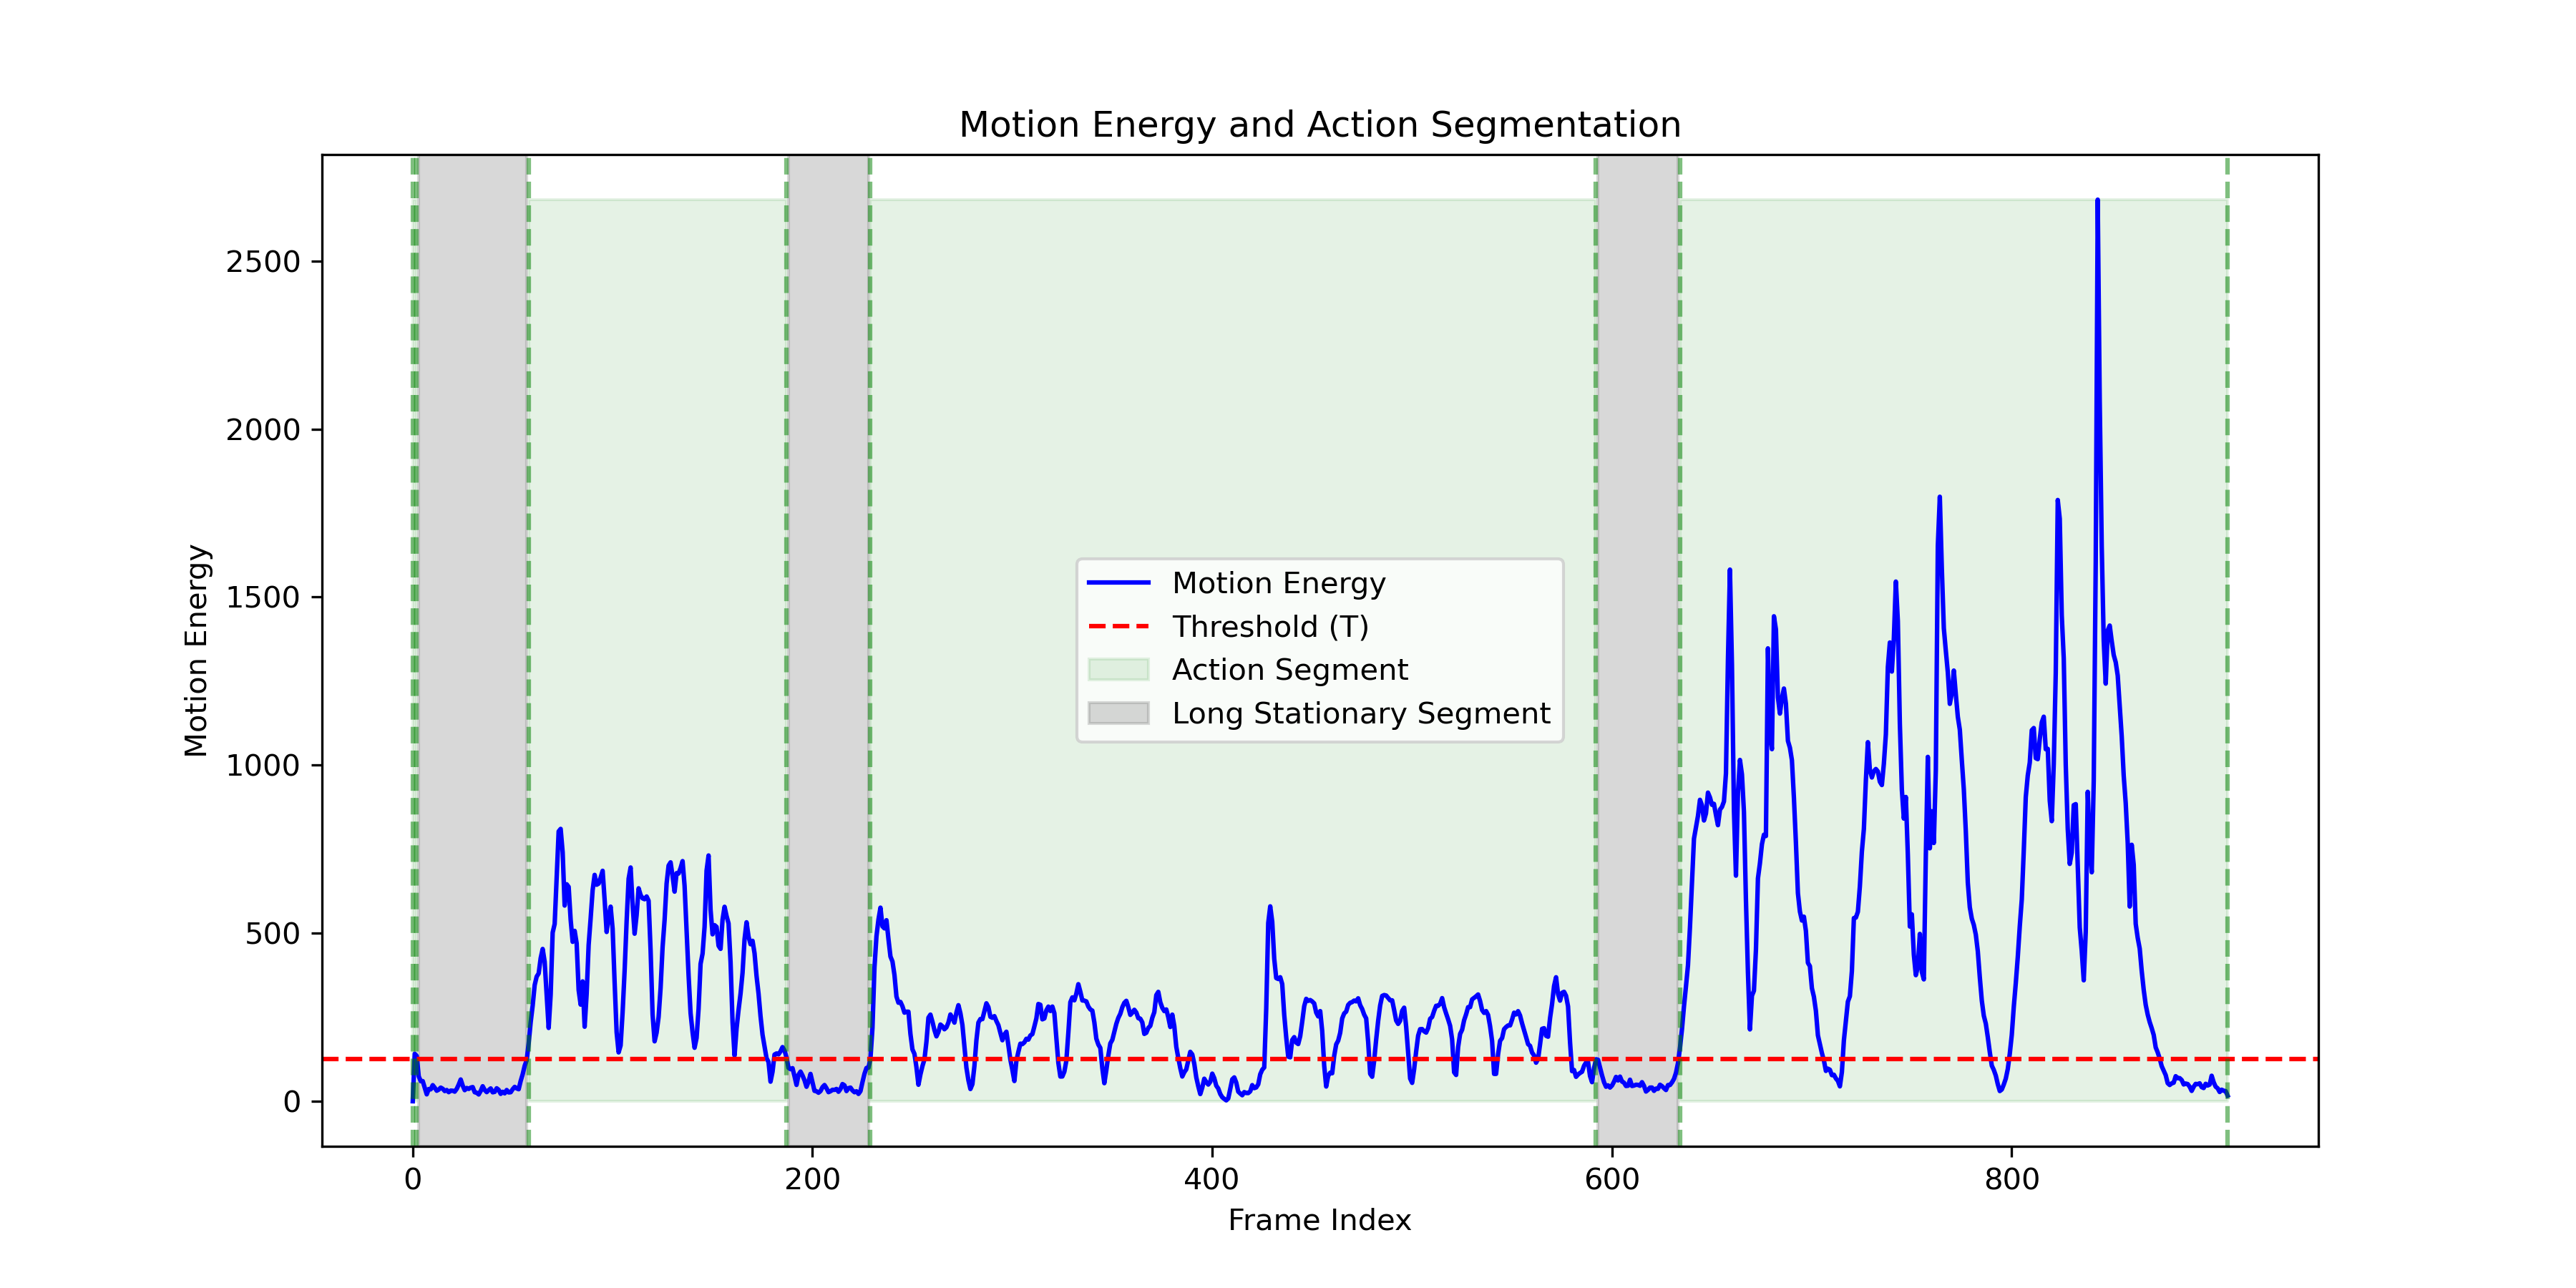 Motion Energy and Action Segmentation
2500
2000
1500
1000
500
0
Motion Energy
Motion Energy
Threshold (T)
Action Segment
Long Stationary Segment
0 200 400 600 800
Frame Index